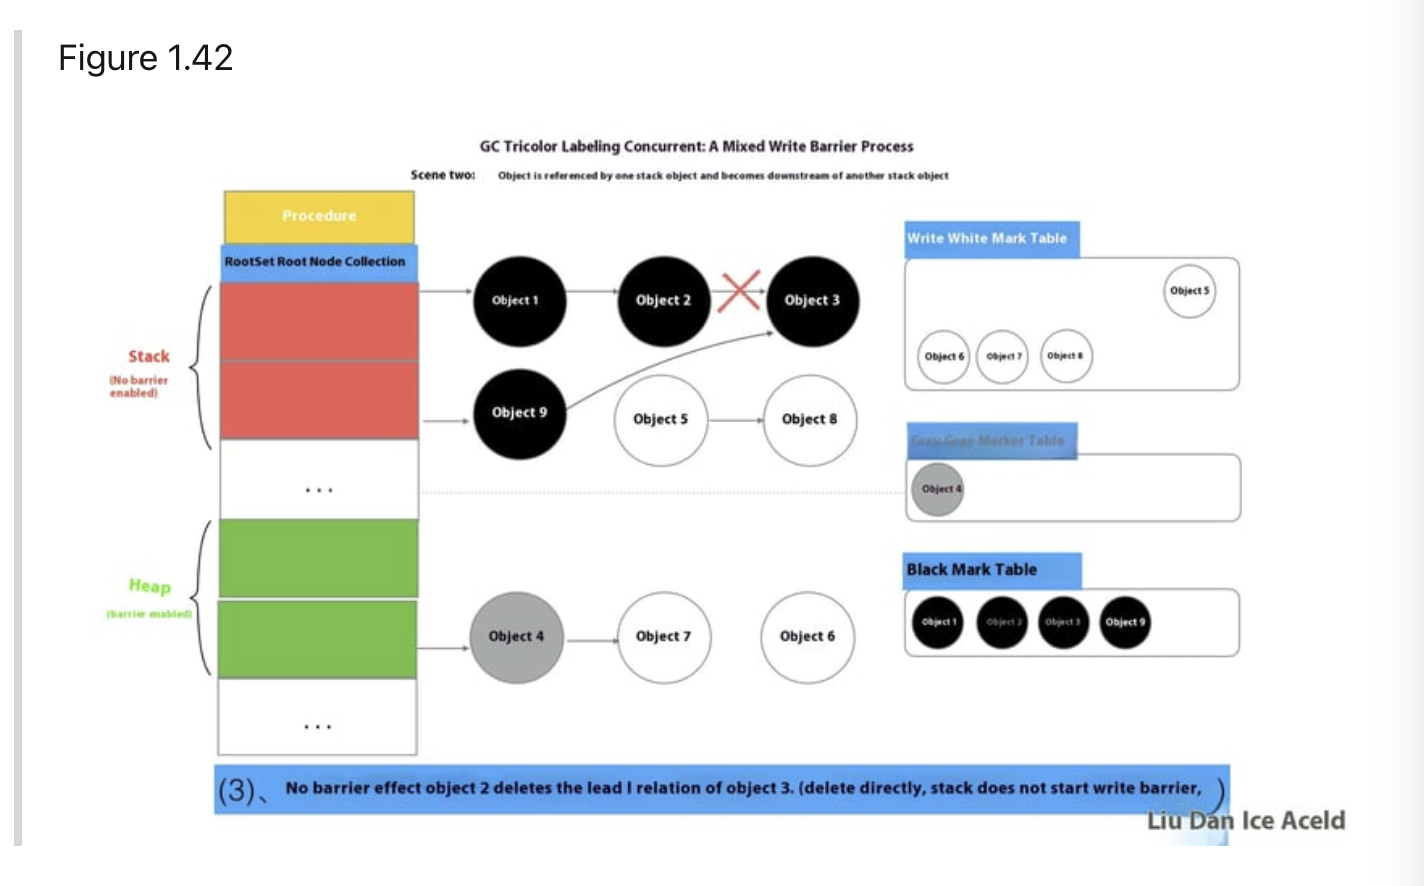 Figure 1.42
GC Tricolor Labeling Concurrent: A Mixed Write Barrier Process
Scene two: Object is referenced by one stack object and becomes downstream of another stack object
Procedure
RootSet Root Node Collection
Stack
(No barrier
enabled)
...
Heap
(barrier enabled)
...
Object 1
Object 2
Object 3
Object 9
Object 5
Object 8
Object 4
Object 7
Object 6
Write White Mark Table
Object 5
Object 6
Object 7
Object 8
Gray Gray Marker Table
Object 4
Black Mark Table
Object 1
Object 2
Object 3
Object 9
(3)、 No barrier effect object 2 deletes the lead l relation of object 3. (delete directly, stack does not start write barrier, )
Liu Dan Ice Aceld